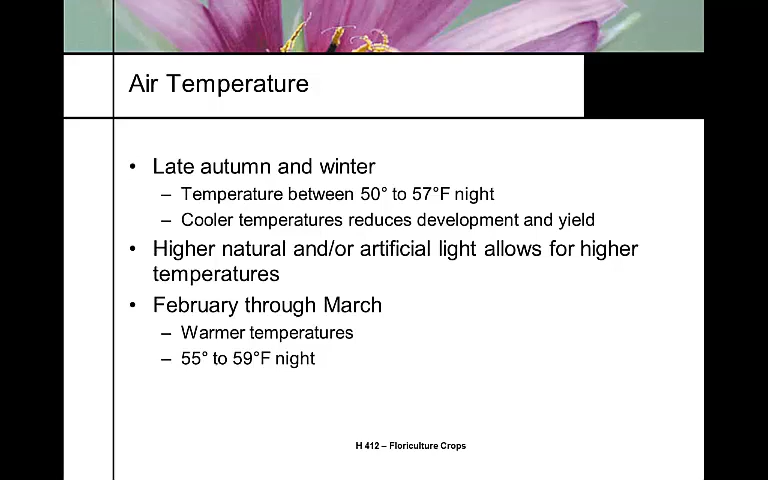 Air Temperature
• Late autumn and winter
– Temperature between 50° to 57°F night
– Cooler temperatures reduces development and yield
• Higher natural and/or artificial light allows for higher
temperatures
• February through March
– Warmer temperatures
– 55° to 59°F night
H 412 – Floriculture Crops